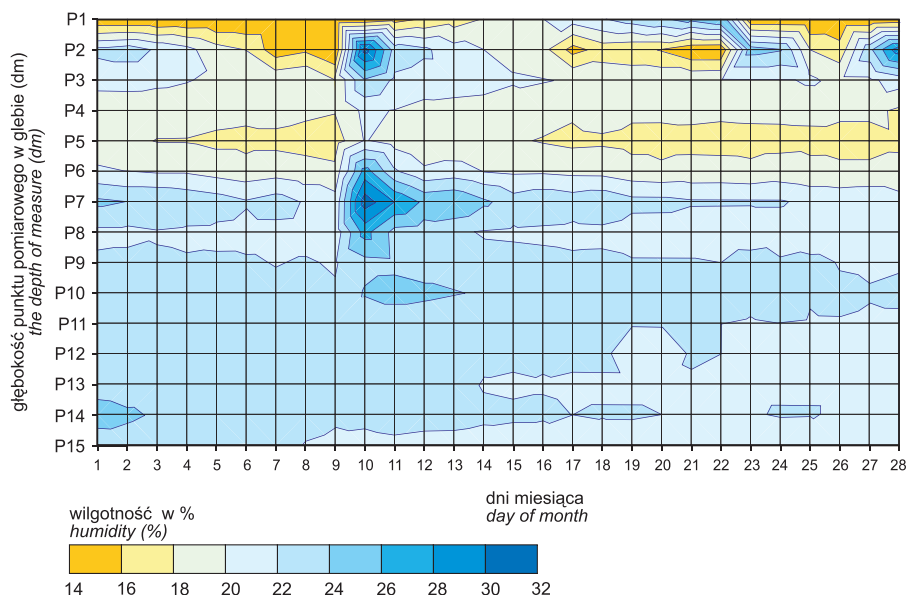 głębokość punktu pomiarowego w glebie (dm)
the depth of measure (dm)
P1
P2
P3
P4
P5
P6
P7
P8
P9
P10
P11
P12
P13
P14
P15
1 2 3 4 5 6 7 8 9 10 11 12 13 14 15 16 17 18 19 20 21 22 23 24 25 26 27 28
dni miesiąca
day of month
wilgotność w %
humidity (%)
14 16 18 20 22 24 26 28 30 32